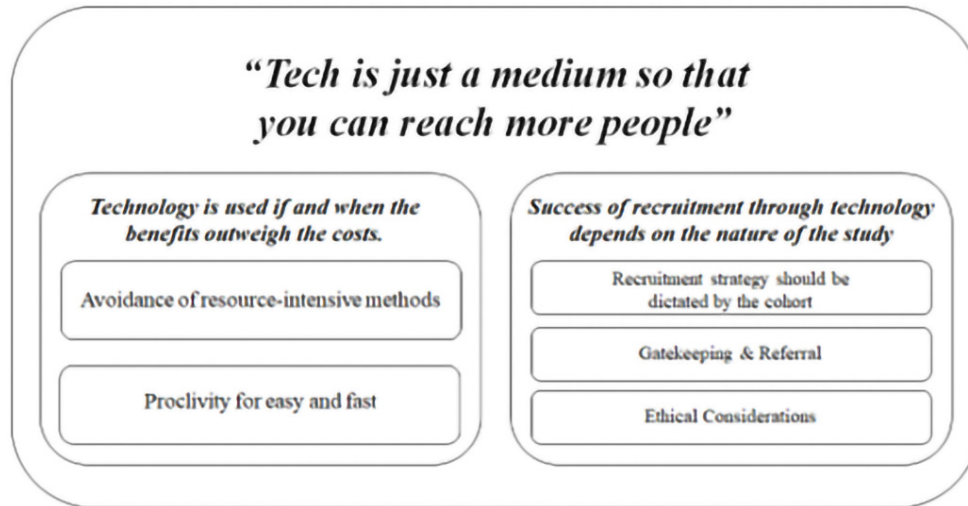 “Tech is just a medium so that
you can reach more people”
Technology is used if and when the
benefits outweigh the costs.
Avoidance of resource-intensive methods
Proclivity for easy and fast
Success of recruitment through technology
depends on the nature of the study
Recruitment strategy should be
dictated by the cohort
Gatekeeping & Referral
Ethical Considerations